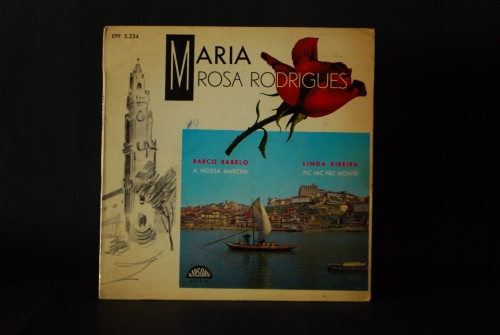 EPF 5.234
MARIA
ROSA RODRIGUES
BARCO RABELO
A NOSSA MARCHA
LINDA RIBEIRA
PIC-NIC NO MONTE